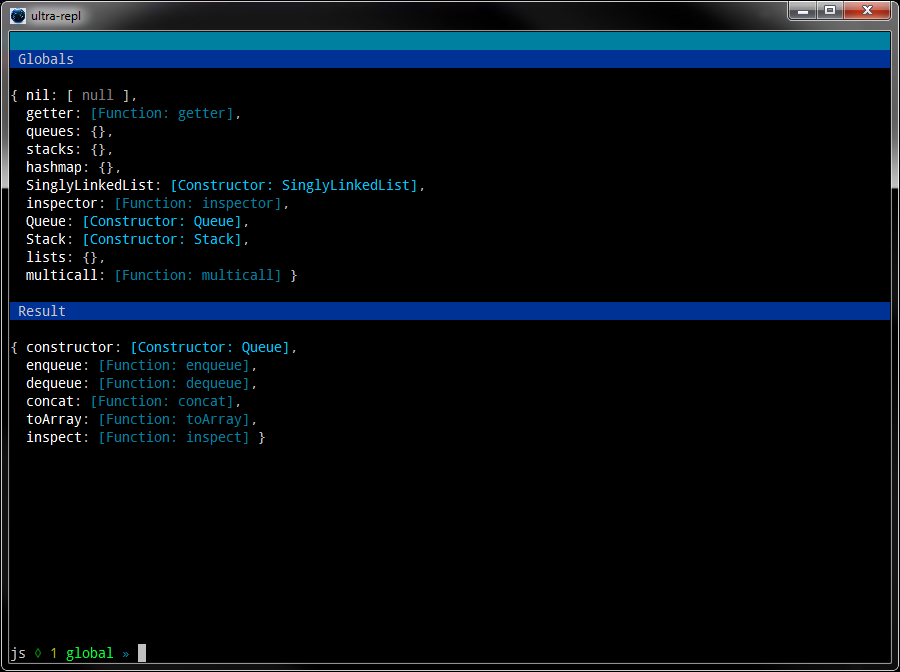 ultra-repl
Globals
{ nil: [ null ],
getter: [Function: getter],
queues: {},
stacks: {},
hashmap: {},
SinglyLinkedList: [Constructor: SinglyLinkedList],
inspector: [Function: inspector],
Queue: [Constructor: Queue],
Stack: [Constructor: Stack],
lists: {},
multicall: [Function: multicall] }
Result
{ constructor: [Constructor: Queue],
enqueue: [Function: enqueue],
dequeue: [Function: dequeue],
concat: [Function: concat],
toArray: [Function: toArray],
inspect: [Function: inspect] }
js ◊ 1 global »